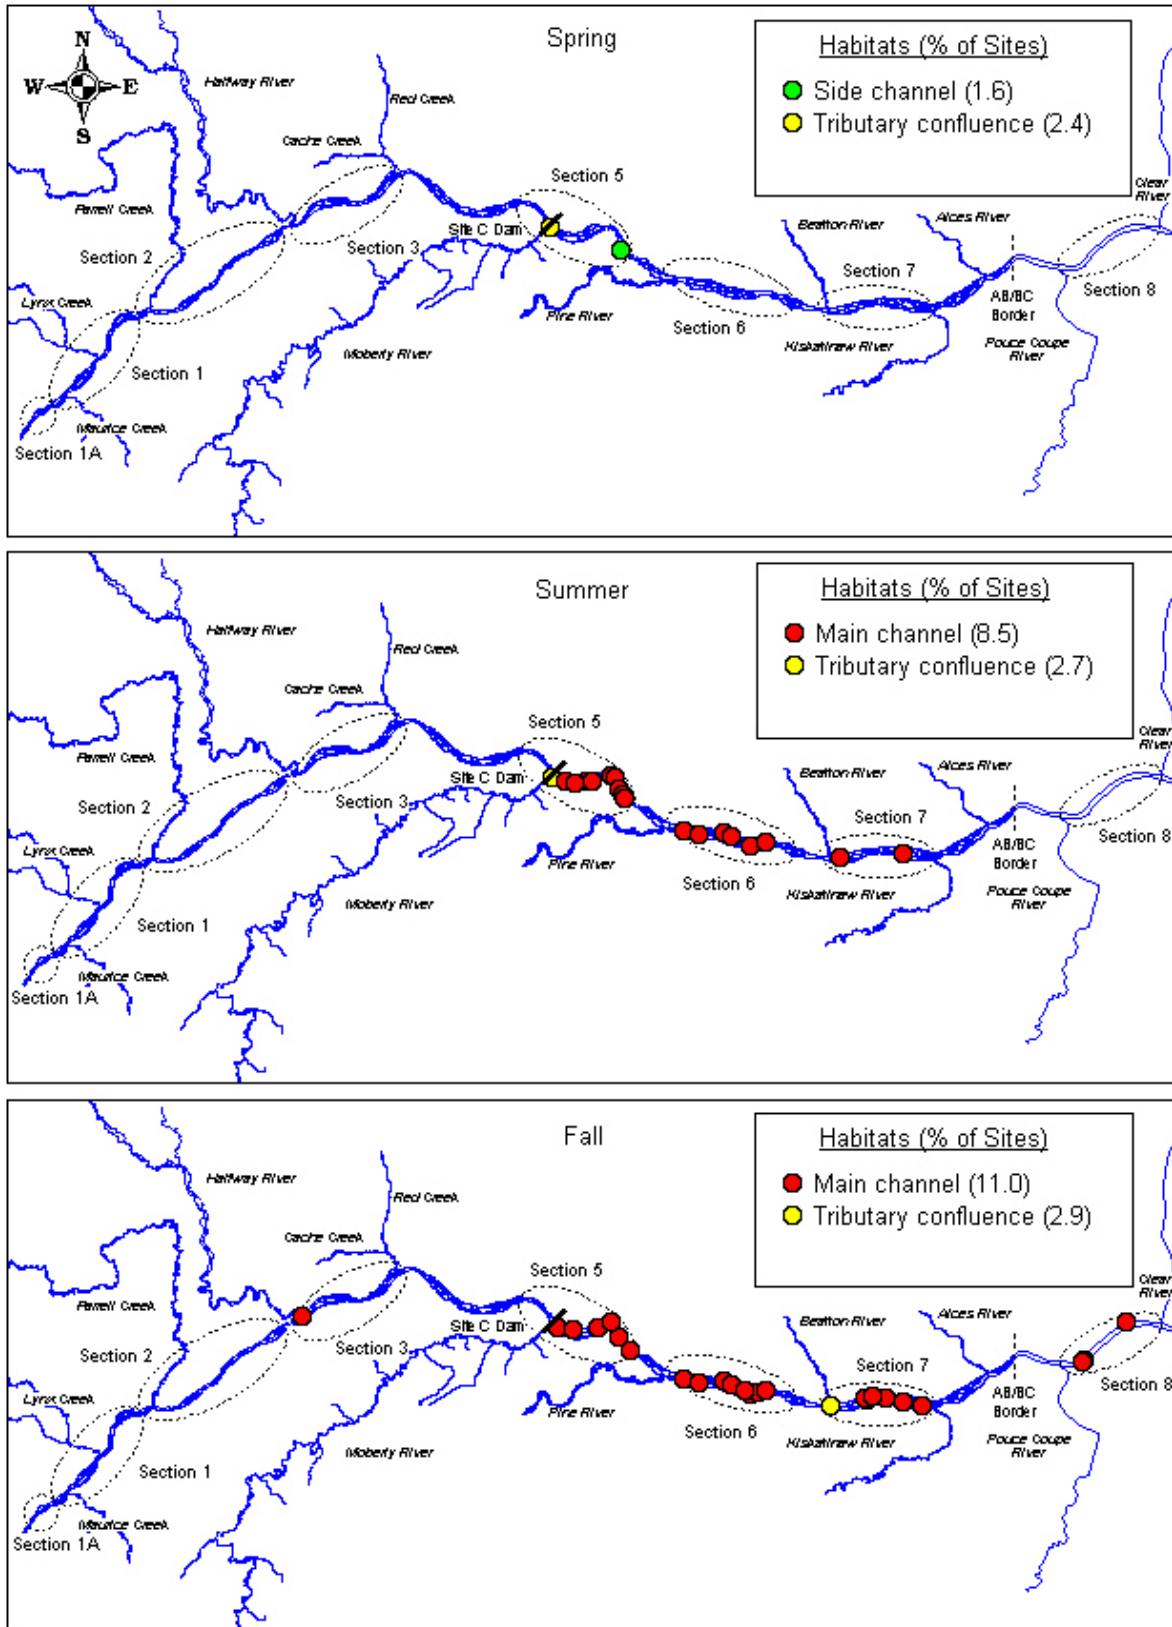 Spring
Habitats (% of Sites)
Side channel (1.6)
Tributary confluence (2.4)
N
W
E
S
Halfway River
Red Creek
Cache Creek
Farrell Creek
Section 5
Clear
River
Section 2
Site C Dam
Section 3
Beatton River
Alces River
Section 7
Section 8
AB/BC
Border
Lynx Creek
Pine River
Section 6
Kiskatinaw River
Pouce Coupe
River
Moberly River
Section 1
Maurice Creek
Section 1A
Summer
Habitats (% of Sites)
Main channel (8.5)
Tributary confluence (2.7)
Halfway River
Red Creek
Cache Creek
Farrell Creek
Section 5
Clear
River
Section 2
Site C Dam
Section 3
Beatton River
Alces River
Section 7
Section 8
AB/BC
Border
Lynx Creek
Pine River
Section 6
Kiskatinaw River
Pouce Coupe
River
Moberly River
Section 1
Maurice Creek
Section 1A
Fall
Habitats (% of Sites)
Main channel (11.0)
Tributary confluence (2.9)
Halfway River
Red Creek
Cache Creek
Farrell Creek
Section 5
Clear
River
Section 2
Site C Dam
Section 3
Beatton River
Alces River
Section 7
Section 8
AB/BC
Border
Lynx Creek
Pine River
Section 6
Kiskatinaw River
Pouce Coupe
River
Moberly River
Section 1
Maurice Creek
Section 1A